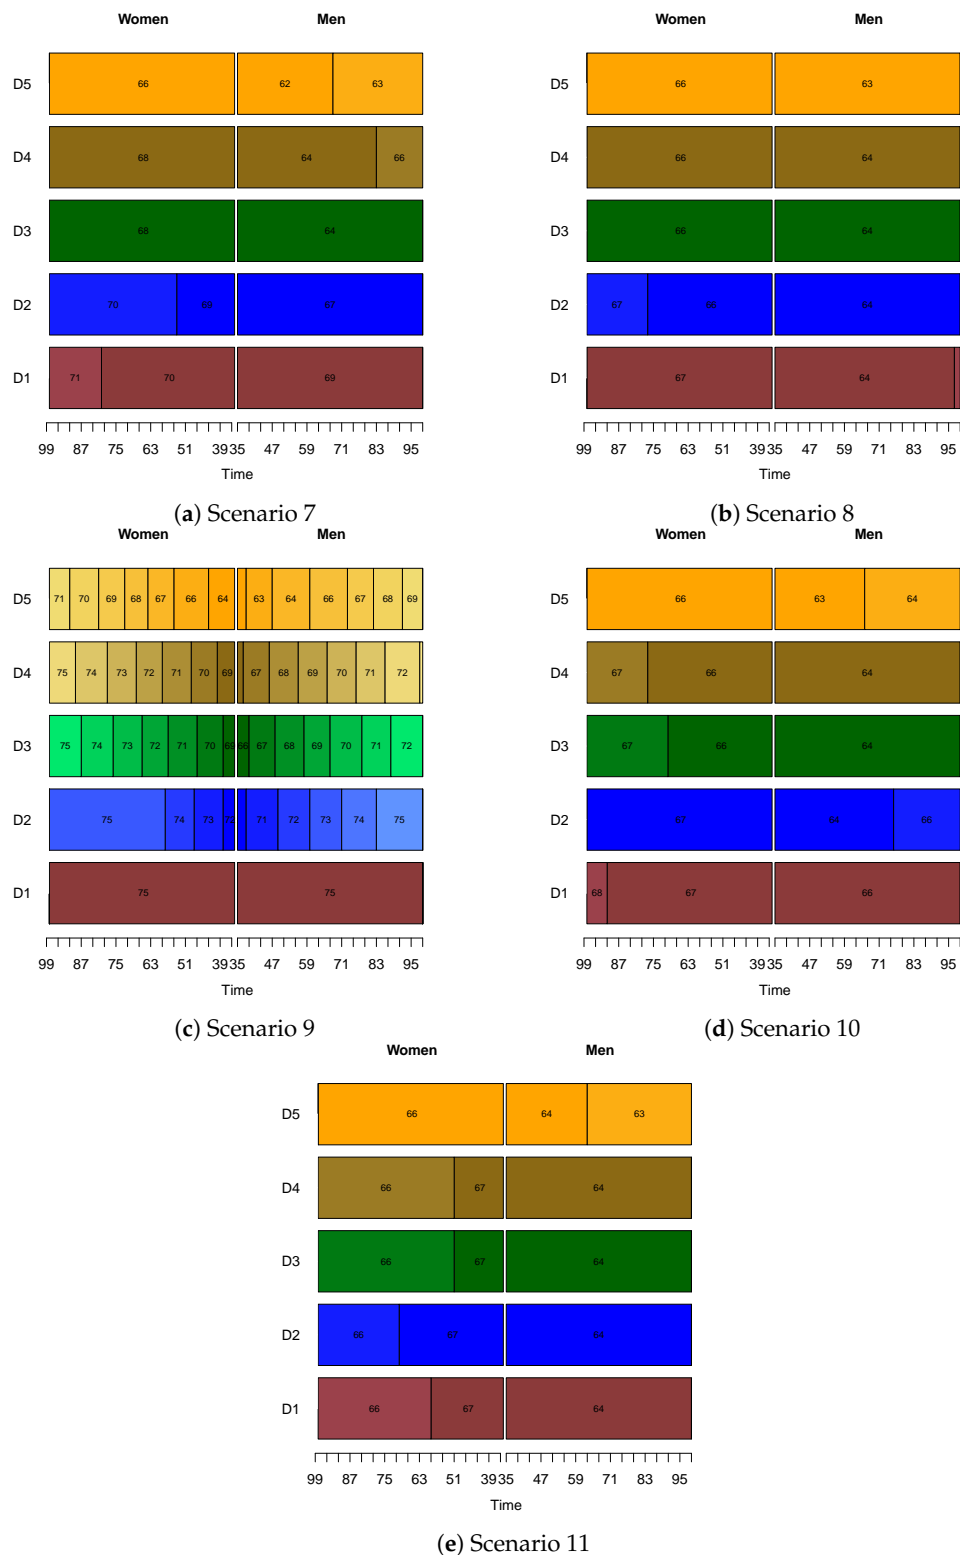 Women Men Women Men
D5 66 62 63 D5 66 63
D4 68 64 66 D4 66 64
D3 68 64 D3 66 64
D2 70 69 67 D2 67 66 64
D1 71 70 69 D1 67 64
99 87 75 63 51 39 35 47 59 71 83 95 99 87 75 63 51 39 35 47 59 71 83 95
Time Time
(a) Scenario 7 (b) Scenario 8
Women Men Women Men
D5 71 70 69 68 67 66 64 63 64 66 67 68 69 D5 66 63 64
D4 75 74 73 72 71 70 69 67 68 69 70 71 72 D4 67 66 64
D3 75 74 73 72 71 70 69 66 67 68 69 70 71 72 D3 67 66 64
D2 75 74 73 72 71 72 73 74 75 D2 67 64 66
D1 75 75 D1 68 67 66
99 87 75 63 51 39 35 47 59 71 83 95 99 87 75 63 51 39 35 47 59 71 83 95
Time Time
(c) Scenario 9 (d) Scenario 10
Women Men
D5 66 64 63
D4 66 67 64
D3 66 67 64
D2 66 67 64
D1 66 67 64
99 87 75 63 51 39 35 47 59 71 83 95
Time
(e) Scenario 11